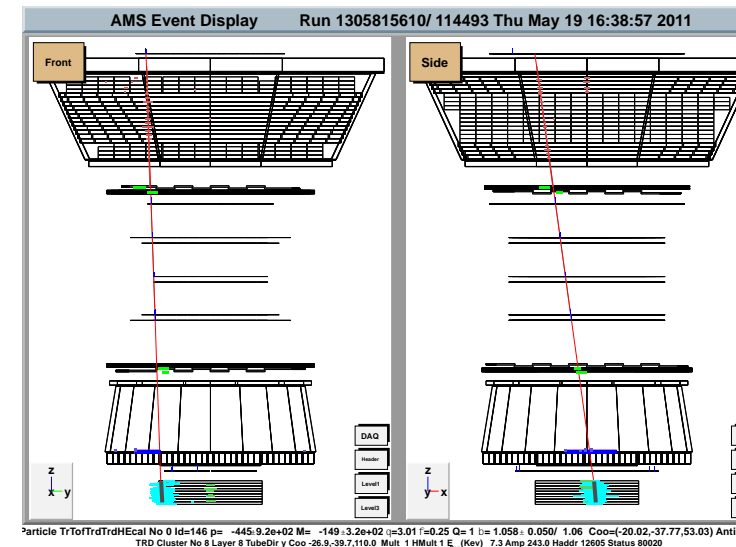 AMS Event Display Run 1305815610/ 114493 Thu May 19 16:38:57 2011
Front
Side
DAQ
Header
Level1
Level3
z
x y
z
y x
Particle TrTofTrdTrdHEcal No 0 Id=146 p= -445±9.2e+02 M= -149±3.2e+02 q=3.01 f=0.25 Q= 1 b= 1.058± 0.050/ 1.06 Coo=(-20.02,-37.77,53.03) Anti
TRD Cluster No 8 Layer 8 TubeDir y Coo -26.9,-39.7,110.0 Mult 1 HMult 1 E (Kev) 7.3 Amp 243.0 Haddr 12605 Status 80020